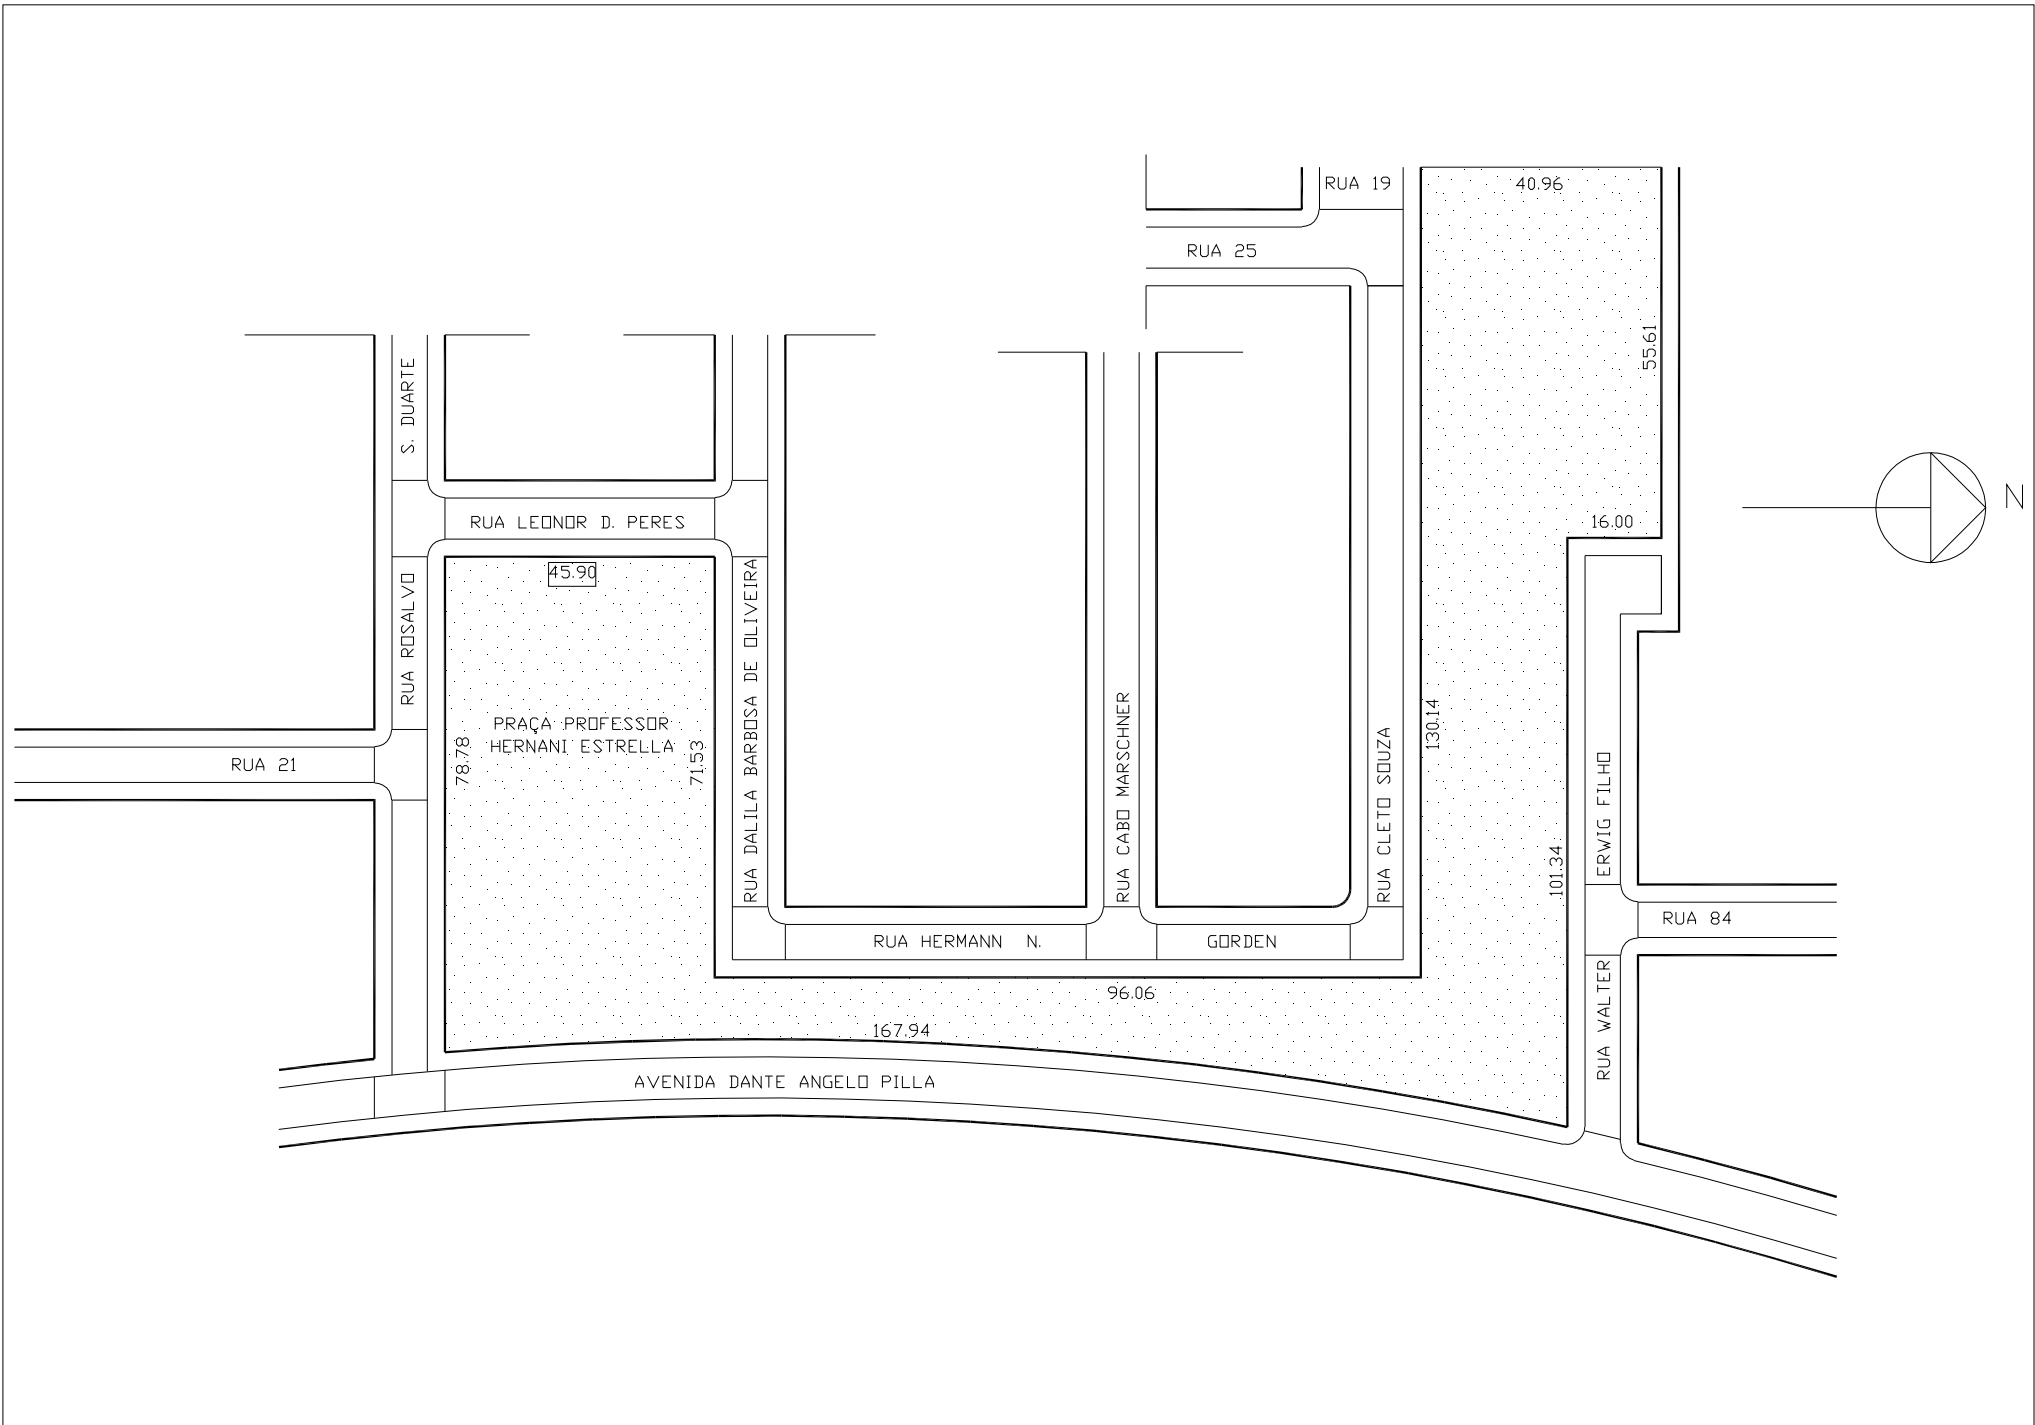 RUA 19
40.96
RUA 25
55.61
S. DUARTE
N
RUA LEONOR D. PERES
16.00
45.90
RUA ROSALVO
RUA DALILA BARBOSA DE OLIVEIRA
PRAÇA PROFESSOR
HERNANI ESTRELLA
78.78
71.53
RUA 21
RUA CABO MARSCHNER
RUA CLETO SOUZA
130.14
101.34
ERWIG FILHO
RUA 84
RUA HERMANN N.
GORDEN
96.06
RUA WALTER
167.94
AVENIDA DANTE ANGELO PILLA